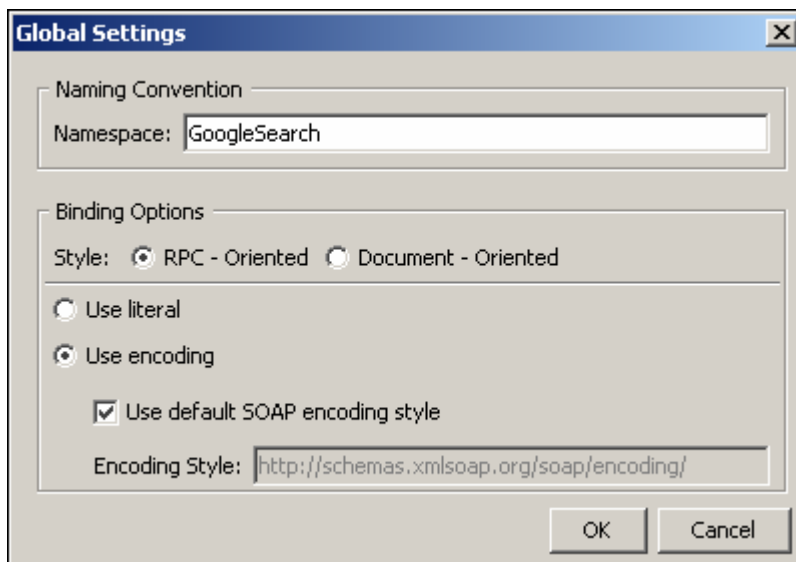 Global Settings
Naming Convention
Namespace: GoogleSearch
Binding Options
Style: RPC - Oriented Document - Oriented
Use literal
Use encoding
Use default SOAP encoding style
Encoding Style: http://schemas.xmlsoap.org/soap/encoding/
OK Cancel